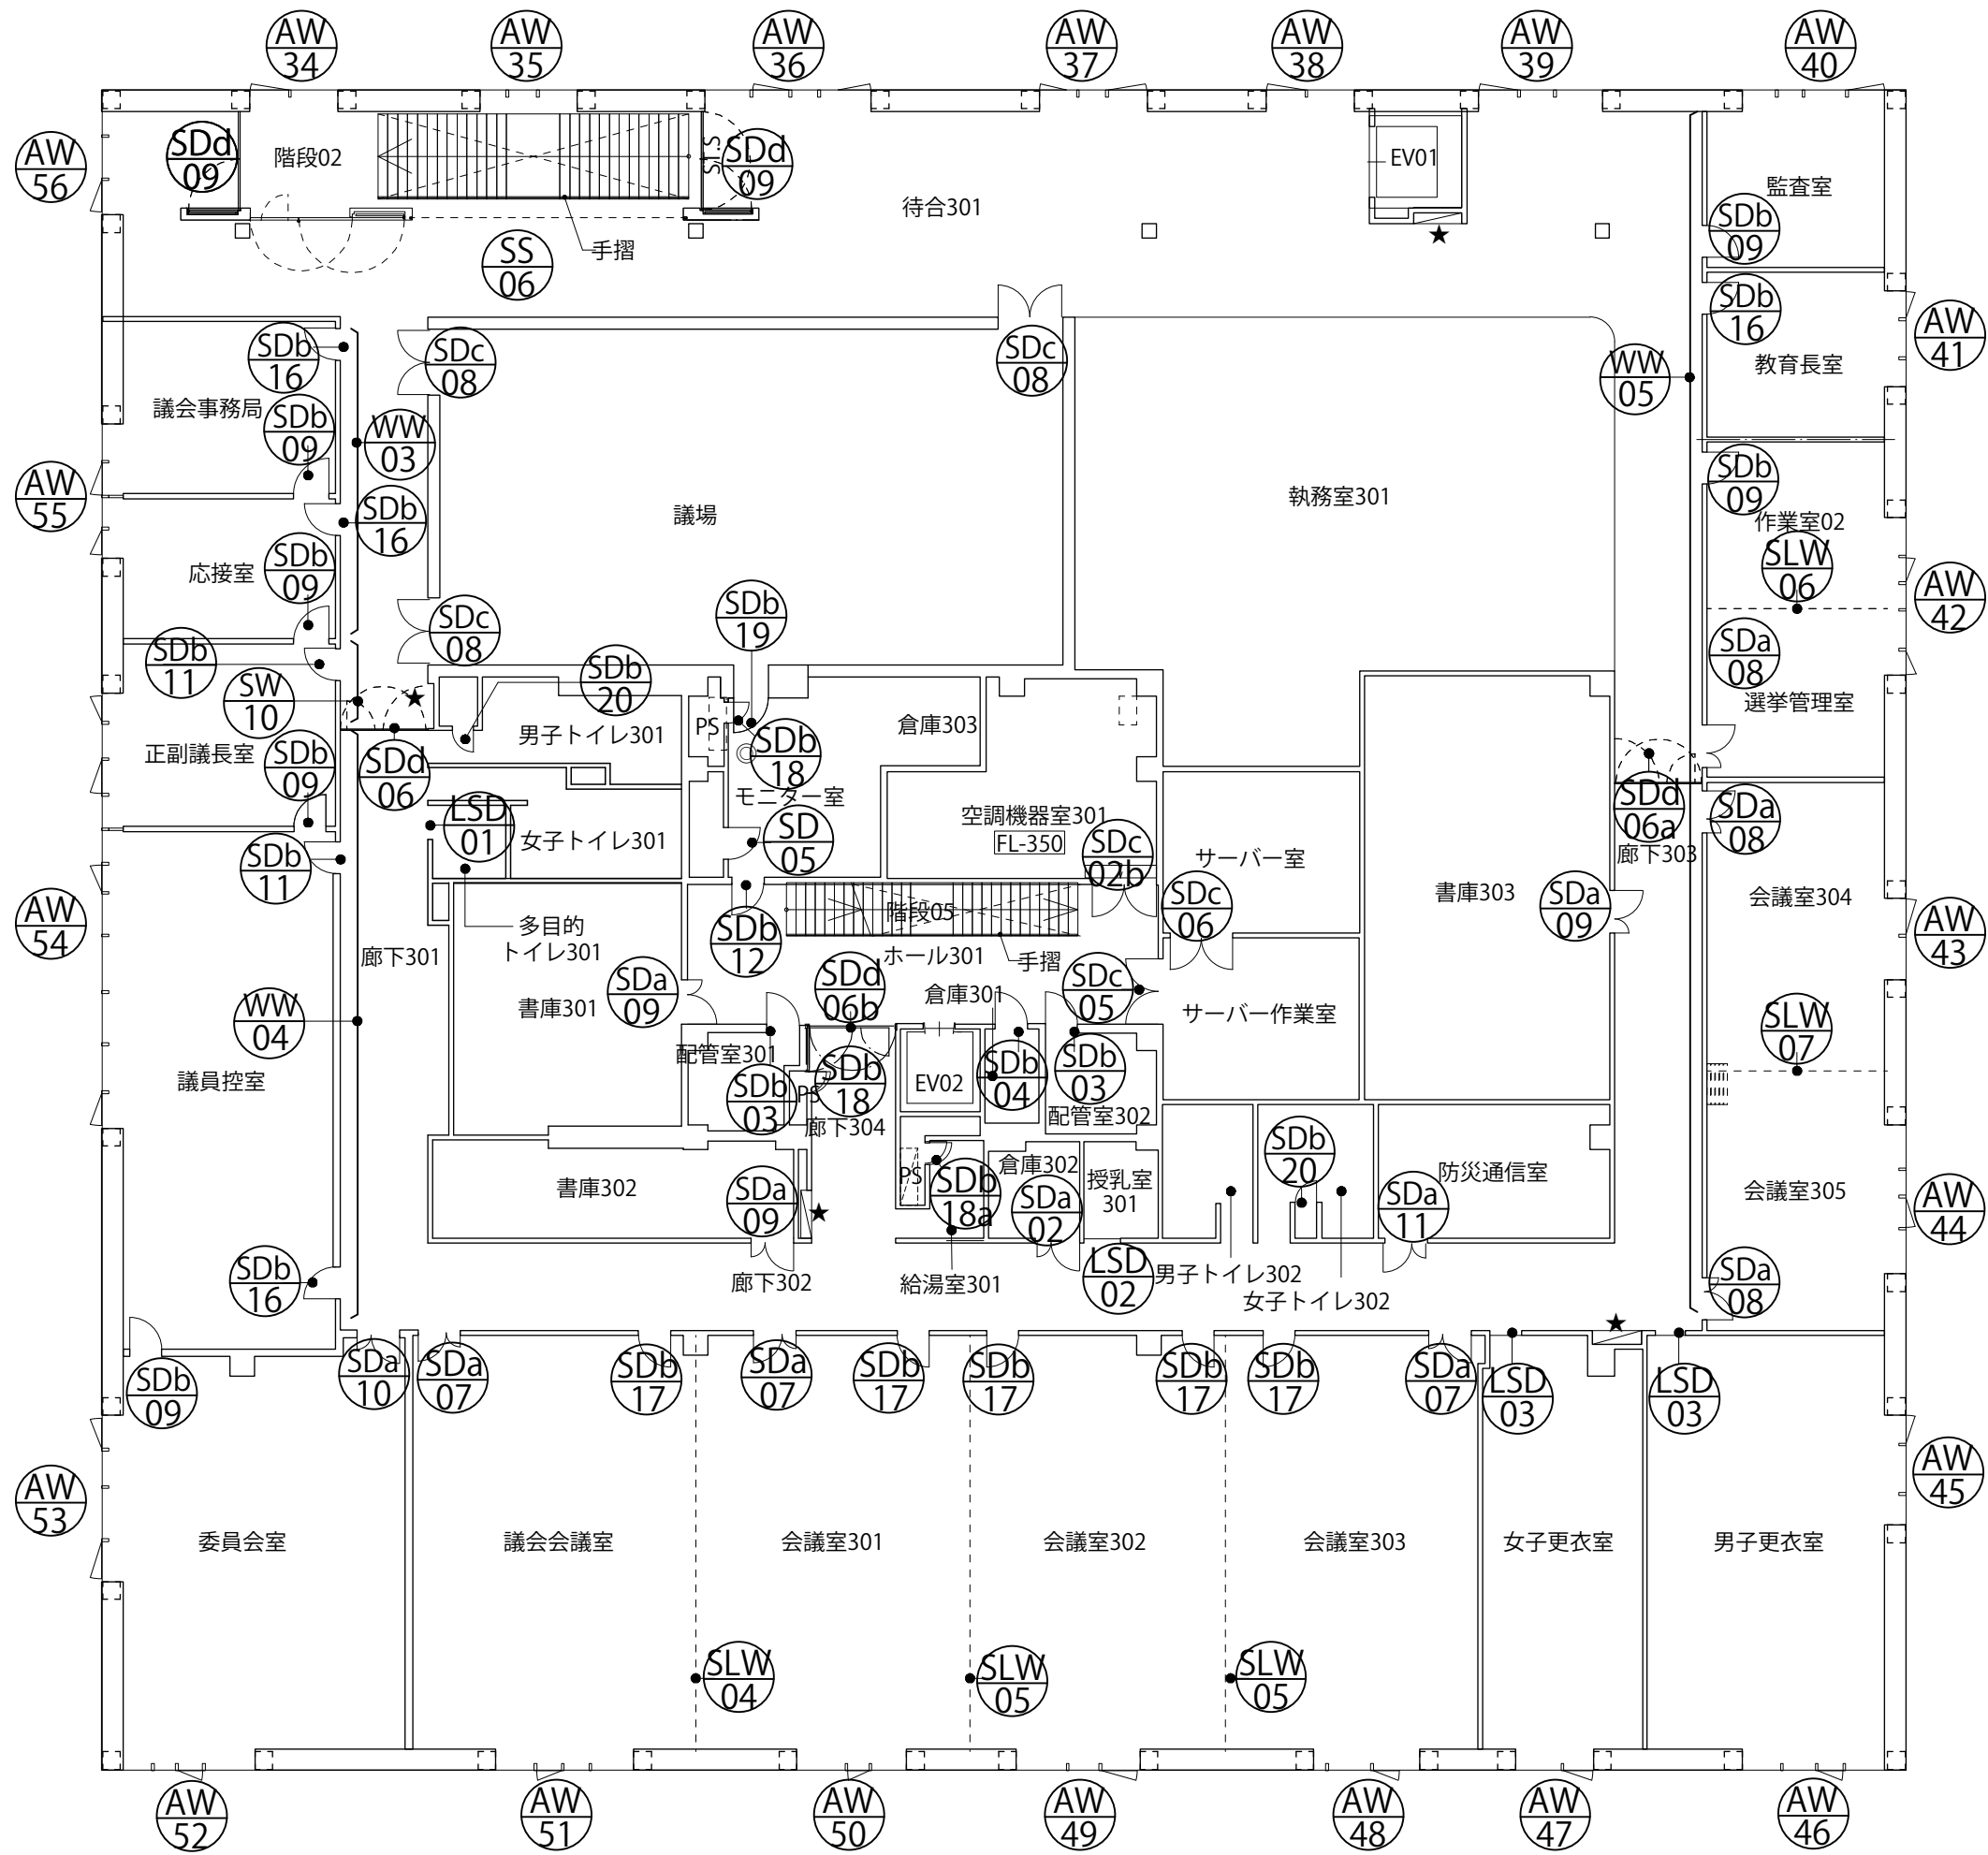 AW
34
AW
35
AW
36
AW
37
AW
38
AW
39
AW
40
AW
56
SDd
09
階段02
S.T.S
SDd
09
待合301
EV01
監査室
SDb
09
手摺
SS
06
★
SDb
16
AW
41
SDb
16
SDc
08
SDc
08
WW
05
教育長室
議会事務局
SDb
09
WW
03
SDb
09
AW
55
SDb
16
議場
執務室301
作業室02
SLW
06
応接室
SDb
09
AW
42
SDb
11
SDc
08
SDb
19
SDa
08
SW
10
★
SDb
20
選挙管理室
男子トイレ301
PS
倉庫303
正副議長室
SDb
09
SDd
06
SDb
18
モニター室
SDd
06a
SDa
08
LSD
01
女子トイレ301
SD
05
空調機器室301
FL-350
SDc
02b
サーバー室
廊下303
SDb
11
AW
54
多目的
トイレ301
階段05
SDc
06
書庫303
SDa
09
会議室304
AW
43
廊下301
SDb
12
ホール301
手摺
WW
04
書庫301
SDa
09
SDd
06b
倉庫301
SDc
05
サーバー作業室
SLW
07
議員控室
配管室301
SDb
03
PS
SDb
18
EV02
SDb
04
SDb
03
廊下304
配管室302
書庫302
SDa
09
★
PS
SDb
18a
倉庫302
SDa
02
授乳室
301
SDb
20
防災通信室
SDa
11
会議室305
AW
44
SDb
16
廊下302
給湯室301
LSD
02
男子トイレ302
女子トイレ302
★
SDa
08
SDb
09
SDa
10
SDa
07
SDb
17
SDa
07
SDb
17
SDb
17
SDb
17
SDb
17
SDa
07
LSD
03
LSD
03
AW
53
AW
45
委員会室
議会会議室
会議室301
会議室302
会議室303
女子更衣室
男子更衣室
SLW
04
SLW
05
SLW
05
AW
52
AW
51
AW
50
AW
49
AW
48
AW
47
AW
46